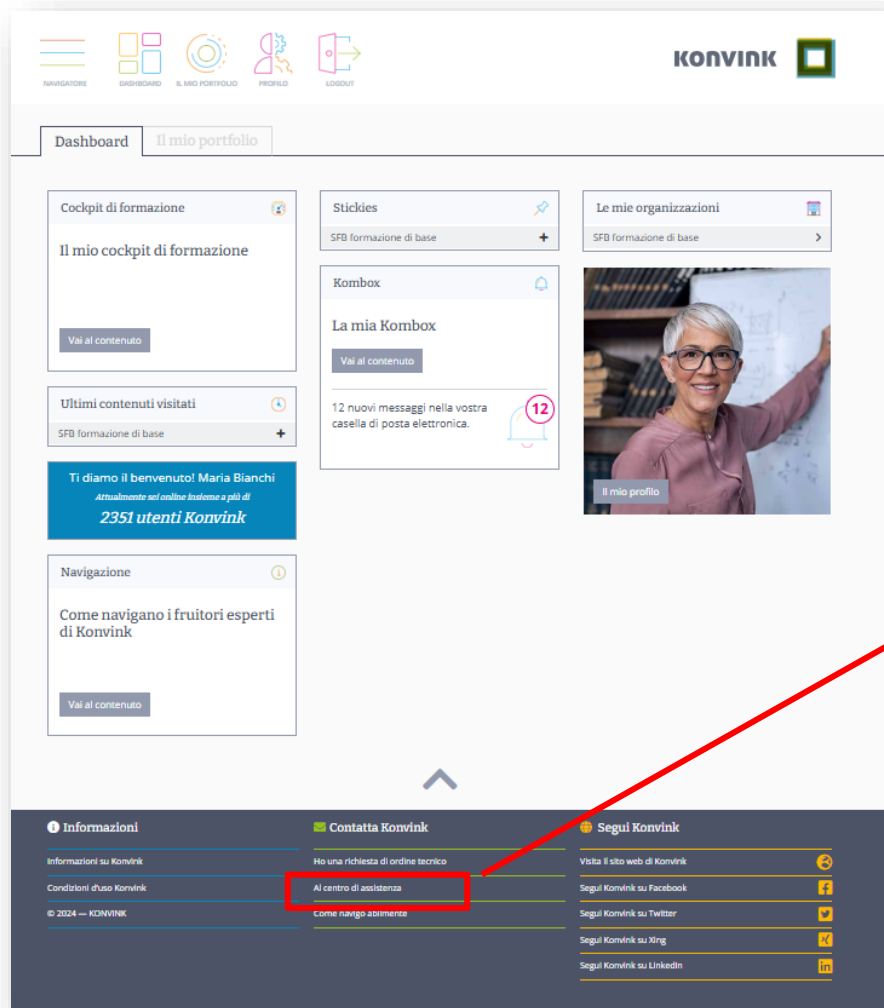 NAVIGATORE
DASHBOARD
IL MIO PORTFOLIO
PROFILO
LOGOUT
KONVINK
Dashboard
Il mio portfolio
Cockpit di formazione
Il mio cockpit di formazione
Vai al contenuto
Ultimi contenuti visitati
SFB formazione di base
Ti diamo il benvenuto! Maria Bianchi
Attualmente sei online insieme a più di
2351 utenti Konvink
Navigazione
Come navigano i fruitori esperti
di Konvink
Vai al contenuto
Stickies
SFB formazione di base
Kombox
La mia Kombox
Vai al contenuto
12 nuovi messaggi nella vostra
casella di posta elettronica.
12
Le mie organizzazioni
SFB formazione di base
Il mio profilo
Informazioni
Informazioni su Konvink
Condizioni d'uso Konvink
© 2024 — KONVINK
Contatta Konvink
Ho una richiesta di ordine tecnico
Al centro di assistenza
Come navigo abilmente
Segui Konvink
Visita il sito web di Konvink
Segui Konvink su Facebook
Segui Konvink su Twitter
Segui Konvink su Xing
Segui Konvink su LinkedIn